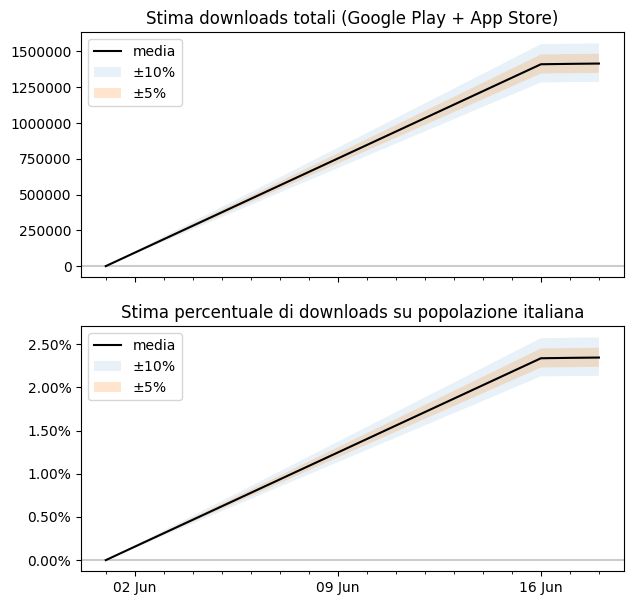 Stima downloads totali (Google Play + App Store)
1500000
1250000
1000000
750000
500000
250000
0
media
±10%
±5%
Stima percentuale di downloads su popolazione italiana
2.50%
2.00%
1.50%
1.00%
0.50%
0.00%
media
±10%
±5%
02 Jun
09 Jun
16 Jun